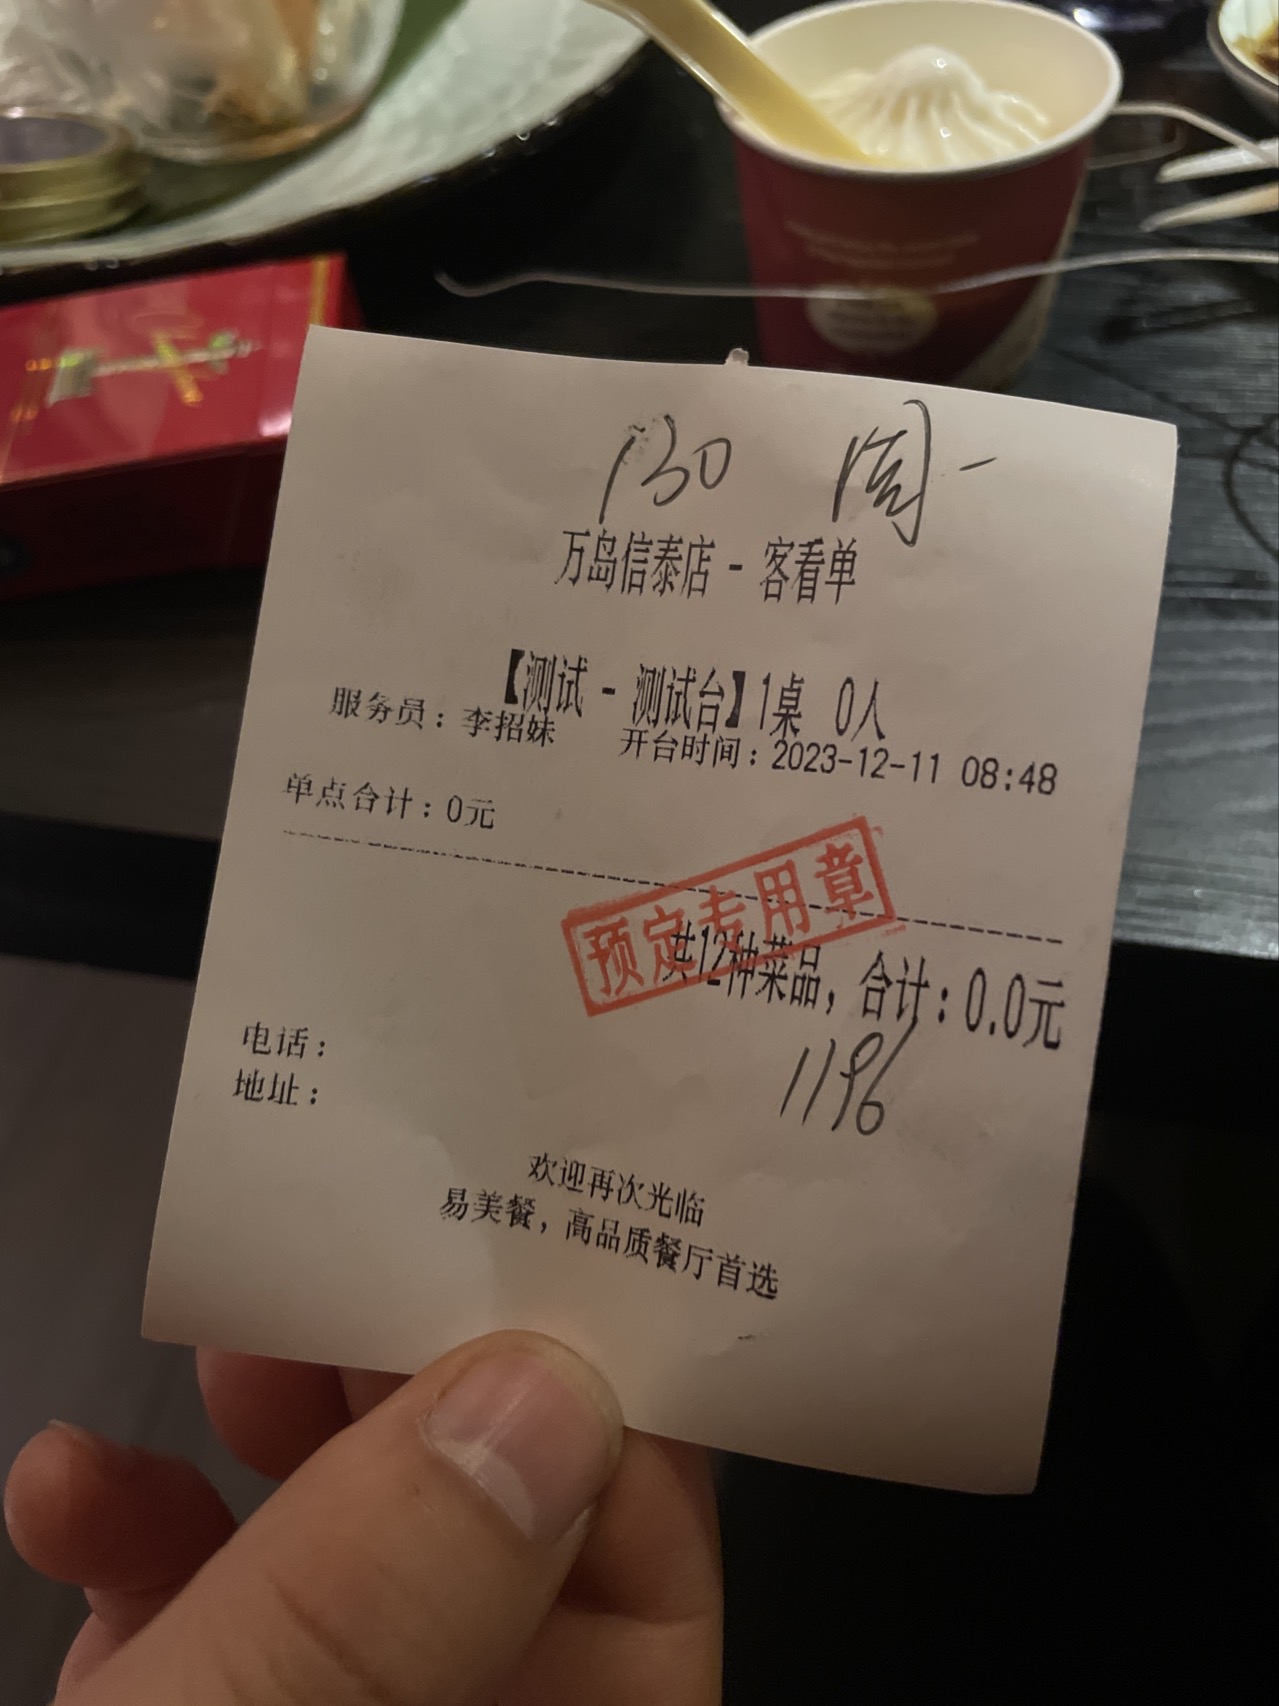 130 周一
万岛信泰店 - 客看单
【测试 - 测试台】1桌 0人
服务员：李招妹 开台时间：2023-12-11 08:48
单点合计：0元
预定专用章
共12种菜品，合计：0.0元
1196
电话：
地址：
欢迎再次光临
易美餐，高品质餐厅首选